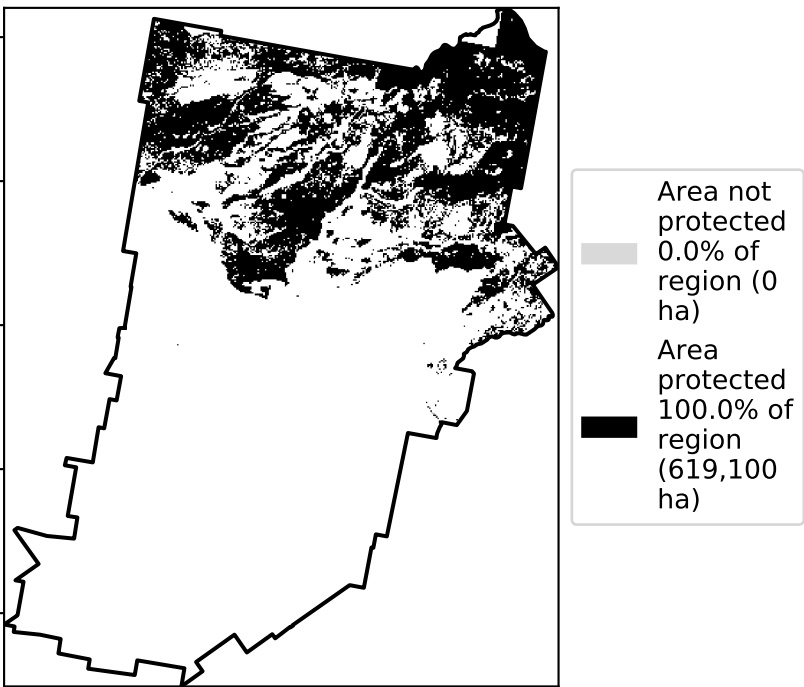 Area not
protected
0.0% of
region (0
ha)
Area
protected
100.0% of
region
(619,100
ha)